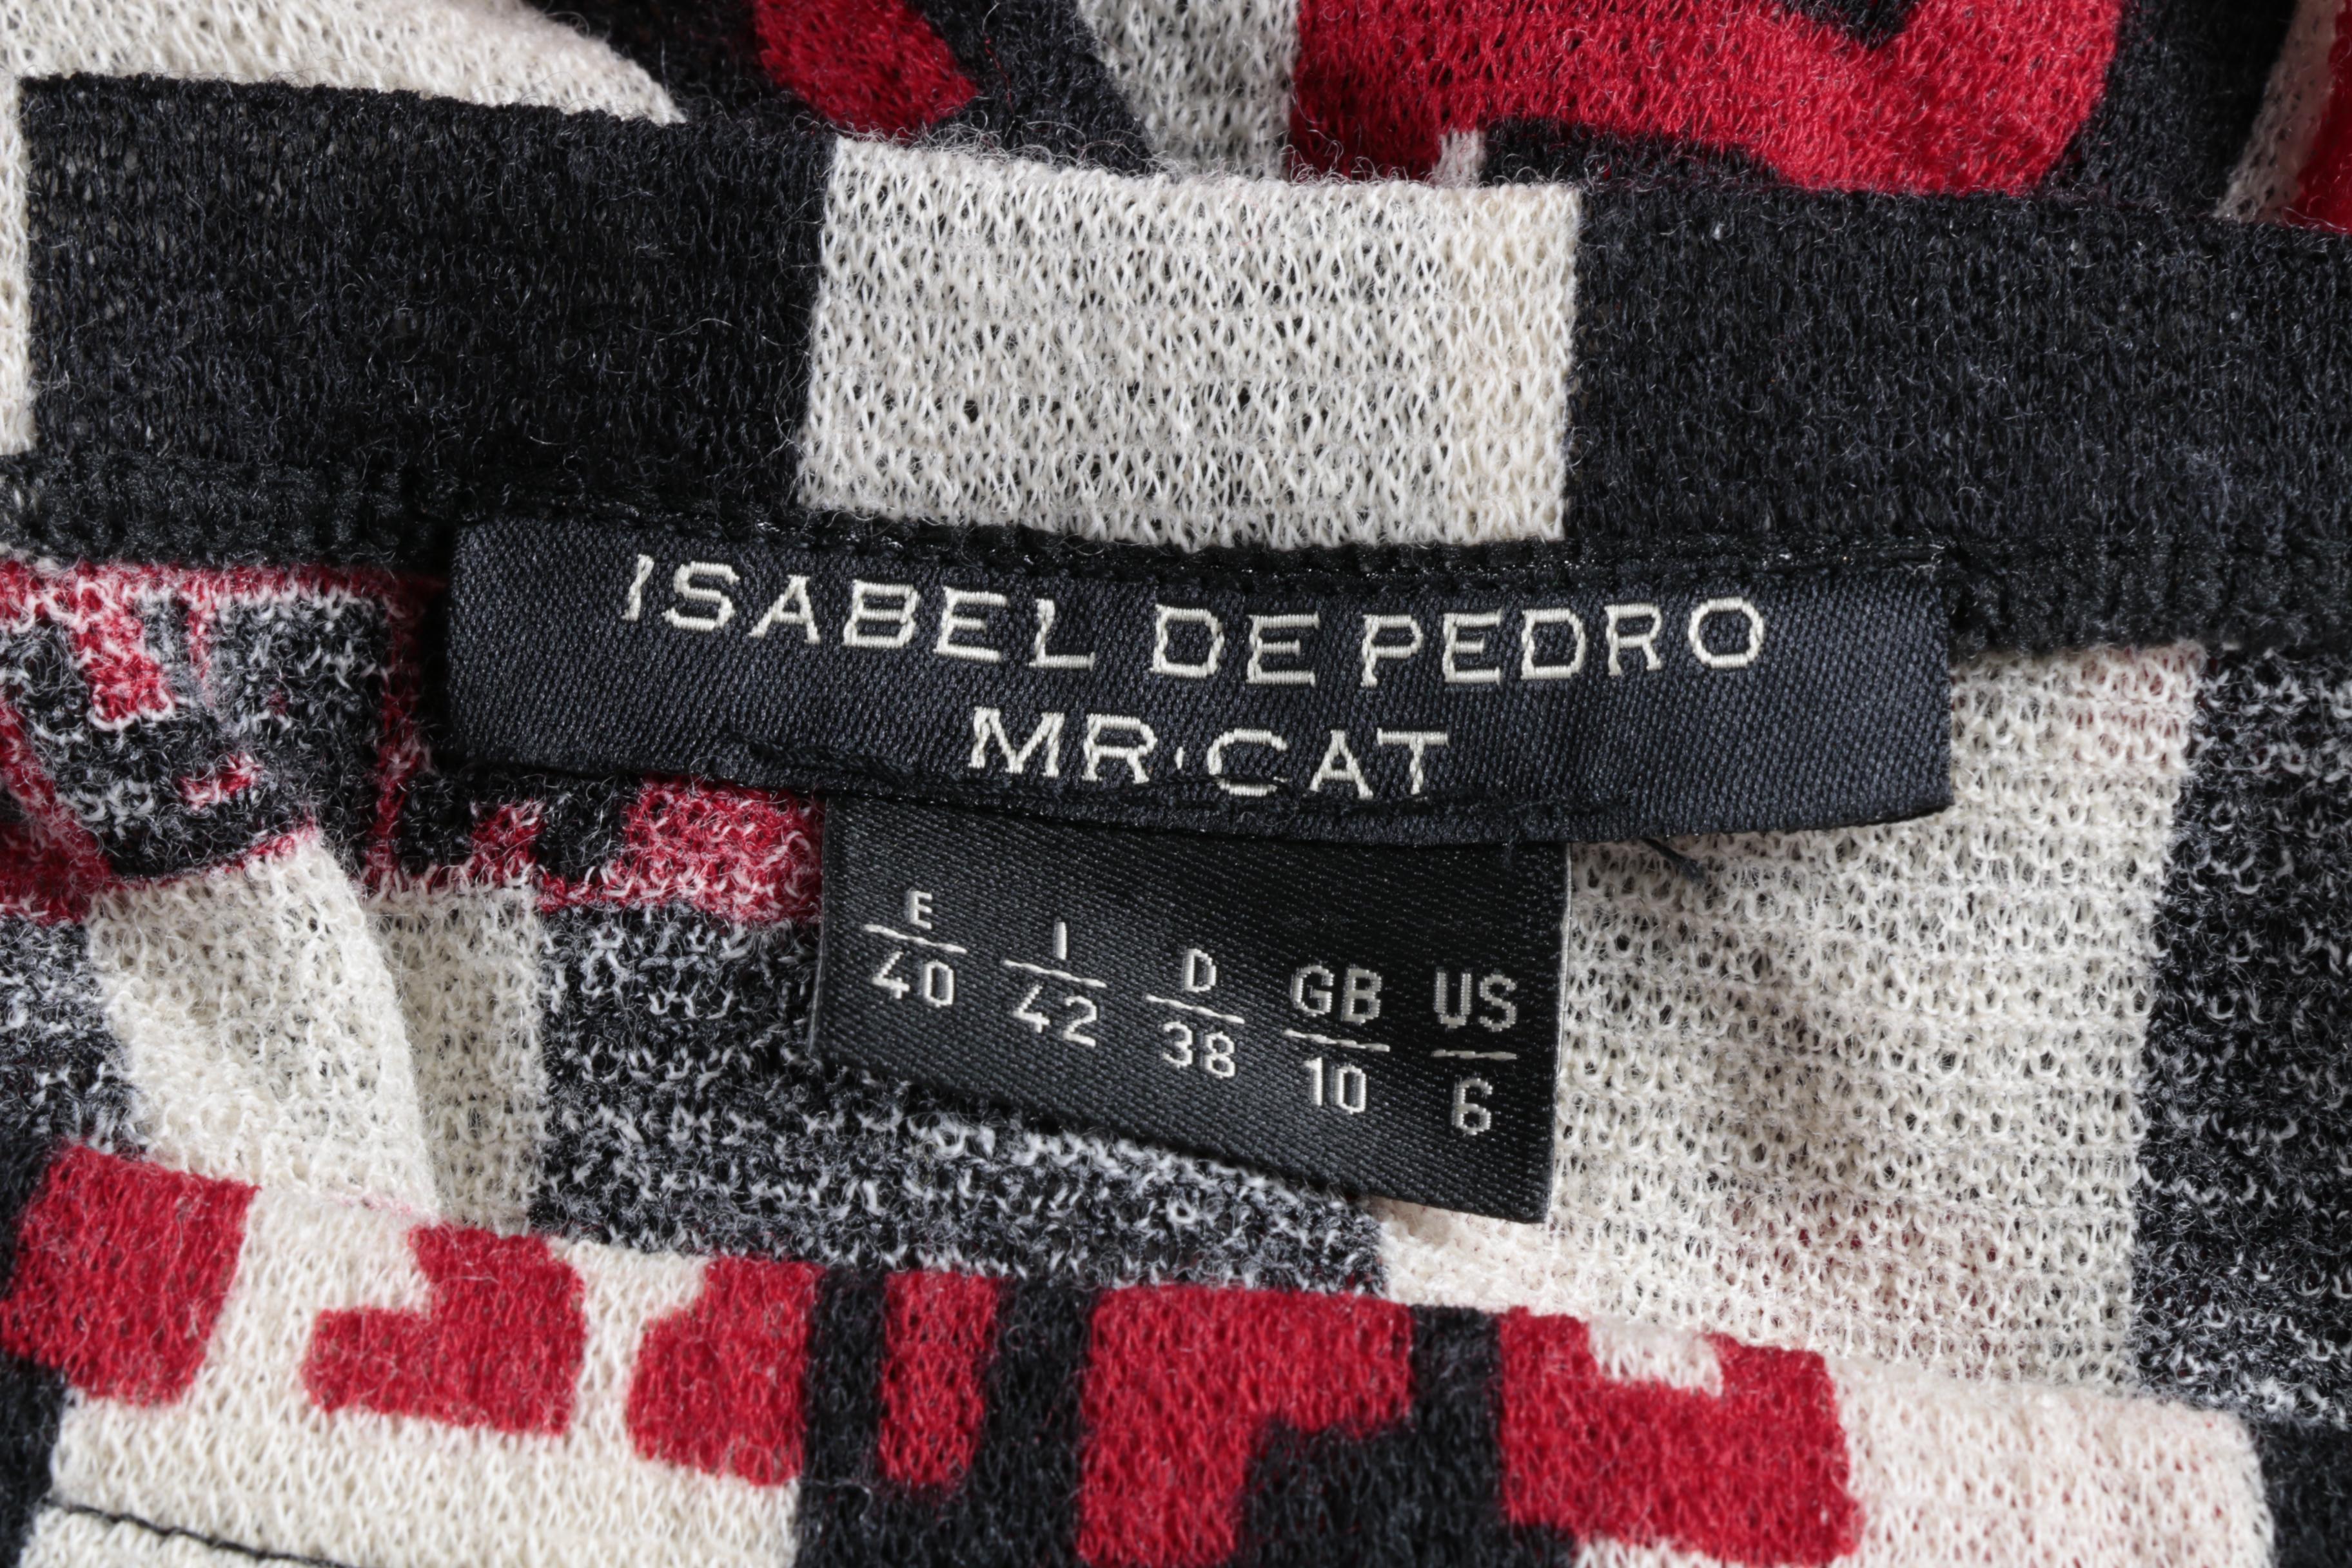 ISABEL DE PEDRO
MR·CAT
E I D GB US
40 42 38 10 6